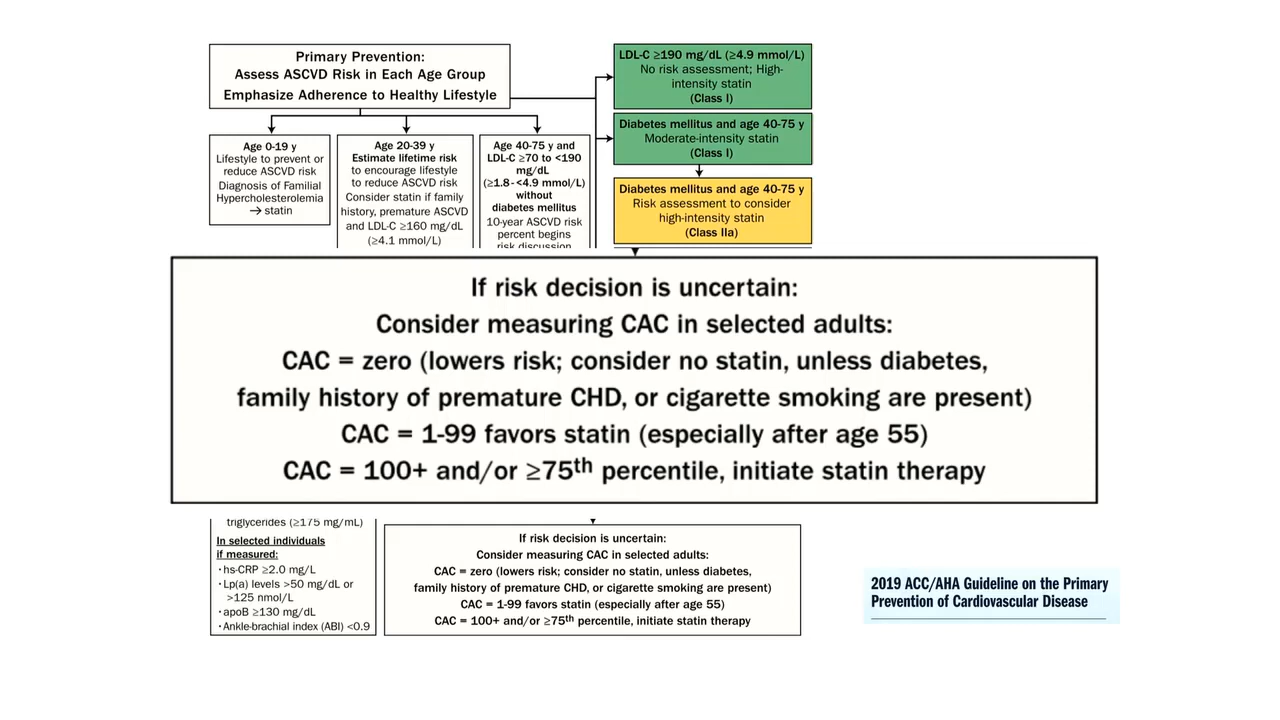 Primary Prevention:
Assess ASCVD Risk in Each Age Group
Emphasize Adherence to Healthy Lifestyle
LDL-C ≥190 mg/dL (≥4.9 mmol/L)
No risk assessment; High-
intensity statin
(Class I)
Diabetes mellitus and age 40-75 y
Moderate-intensity statin
(Class I)
Diabetes mellitus and age 40-75 y
Risk assessment to consider
high-intensity statin
(Class IIa)
Age 0-19 y
Lifestyle to prevent or
reduce ASCVD risk
Diagnosis of Familial
Hypercholesterolemia
→ statin
Age 20-39 y
Estimate lifetime risk
to encourage lifestyle
to reduce ASCVD risk
Consider statin if family
history, premature ASCVD
and LDL-C ≥160 mg/dL
(≥4.1 mmol/L)
Age 40-75 y and
LDL-C ≥70 to <190
mg/dL
(≥1.8-<4.9 mmol/L)
without
diabetes mellitus
10-year ASCVD risk
percent begins
risk discussion
If risk decision is uncertain:
Consider measuring CAC in selected adults:
CAC = zero (lowers risk; consider no statin, unless diabetes,
family history of premature CHD, or cigarette smoking are present)
CAC = 1-99 favors statin (especially after age 55)
CAC = 100+ and/or ≥75th percentile, initiate statin therapy
triglycerides (≥175 mg/mL)
In selected individuals
if measured:
·hs-CRP ≥2.0 mg/L
·Lp(a) levels >50 mg/dL or
>125 nmol/L
·apoB ≥130 mg/dL
·Ankle-brachial index (ABI) <0.9
If risk decision is uncertain:
Consider measuring CAC in selected adults:
CAC = zero (lowers risk; consider no statin, unless diabetes,
family history of premature CHD, or cigarette smoking are present)
CAC = 1-99 favors statin (especially after age 55)
CAC = 100+ and/or ≥75th percentile, initiate statin therapy
2019 ACC/AHA Guideline on the Primary
Prevention of Cardiovascular Disease